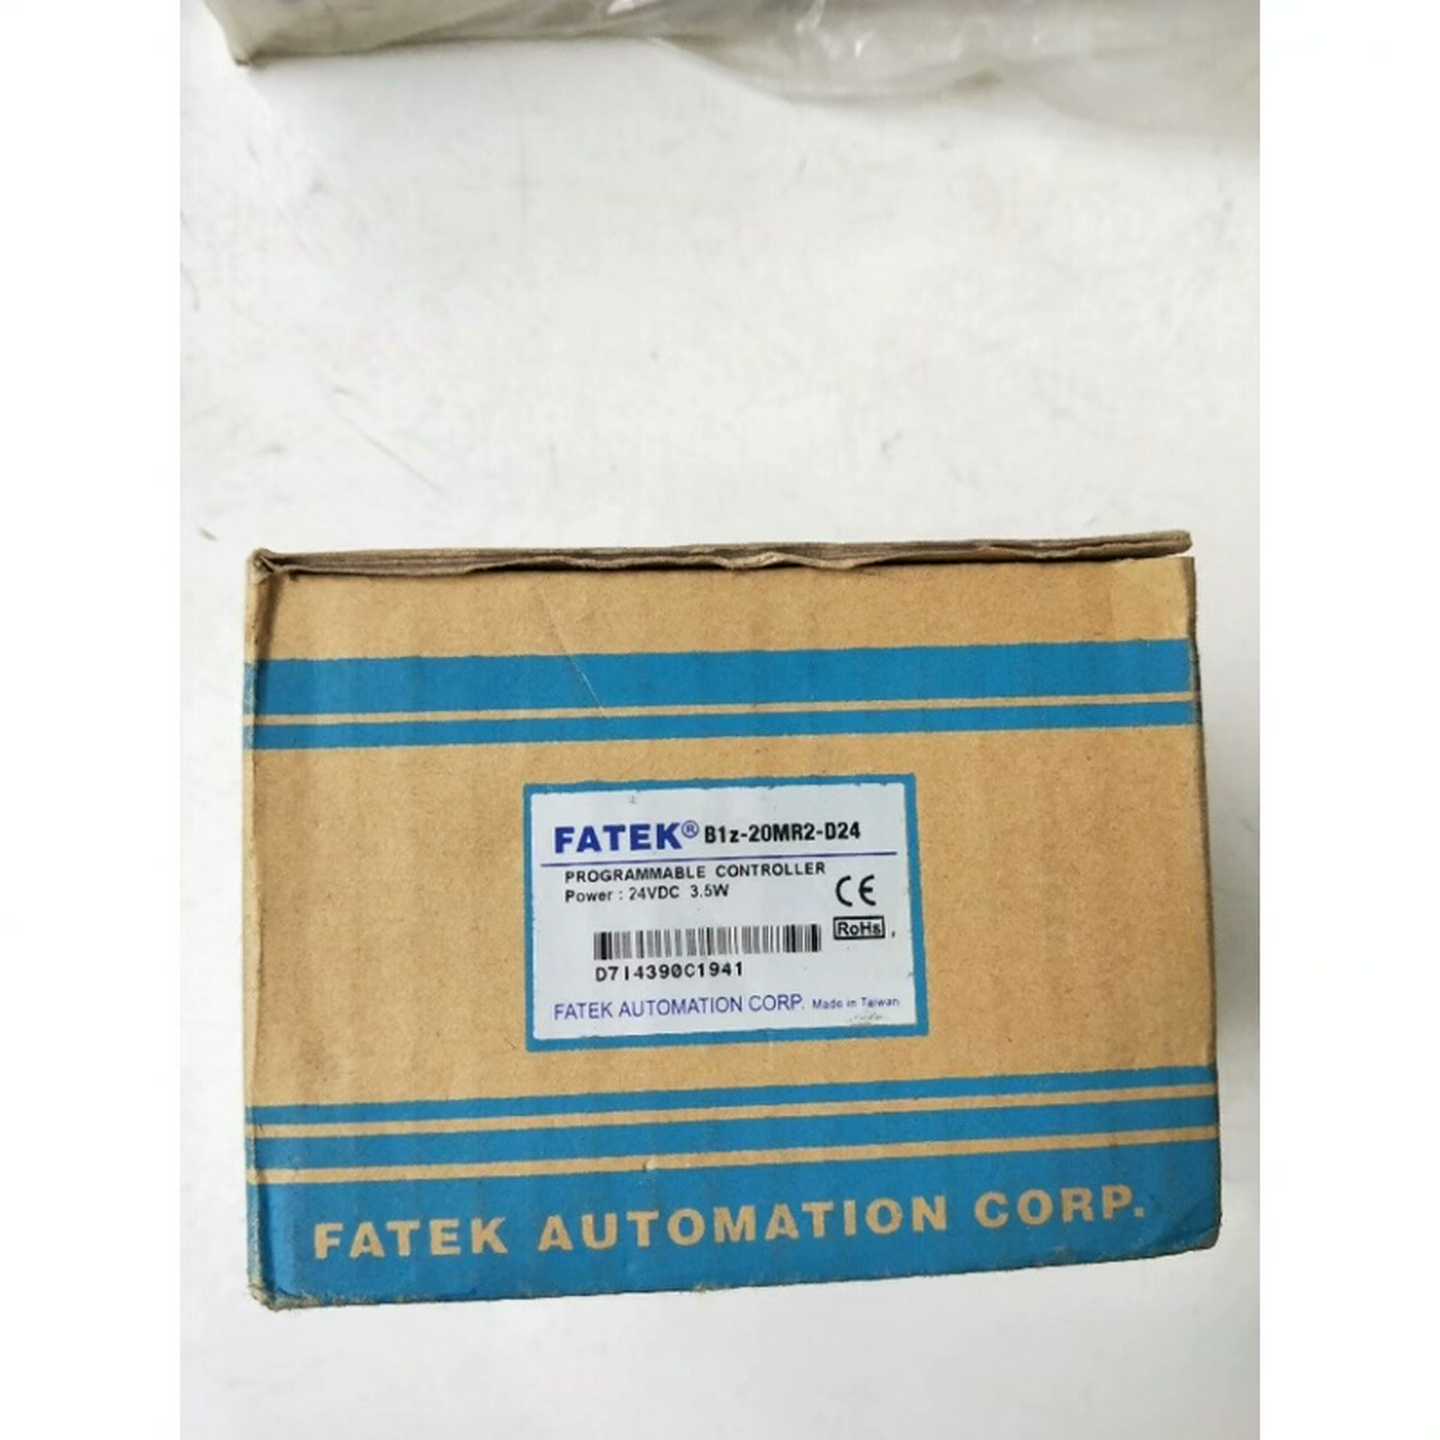 FATEK® B1z-20MR2-D24
PROGRAMMABLE CONTROLLER
Power : 24VDC 3.5W
CE
RoHs
D7I4390C1941
FATEK AUTOMATION CORP. Made in Taiwan
FATEK AUTOMATION CORP.